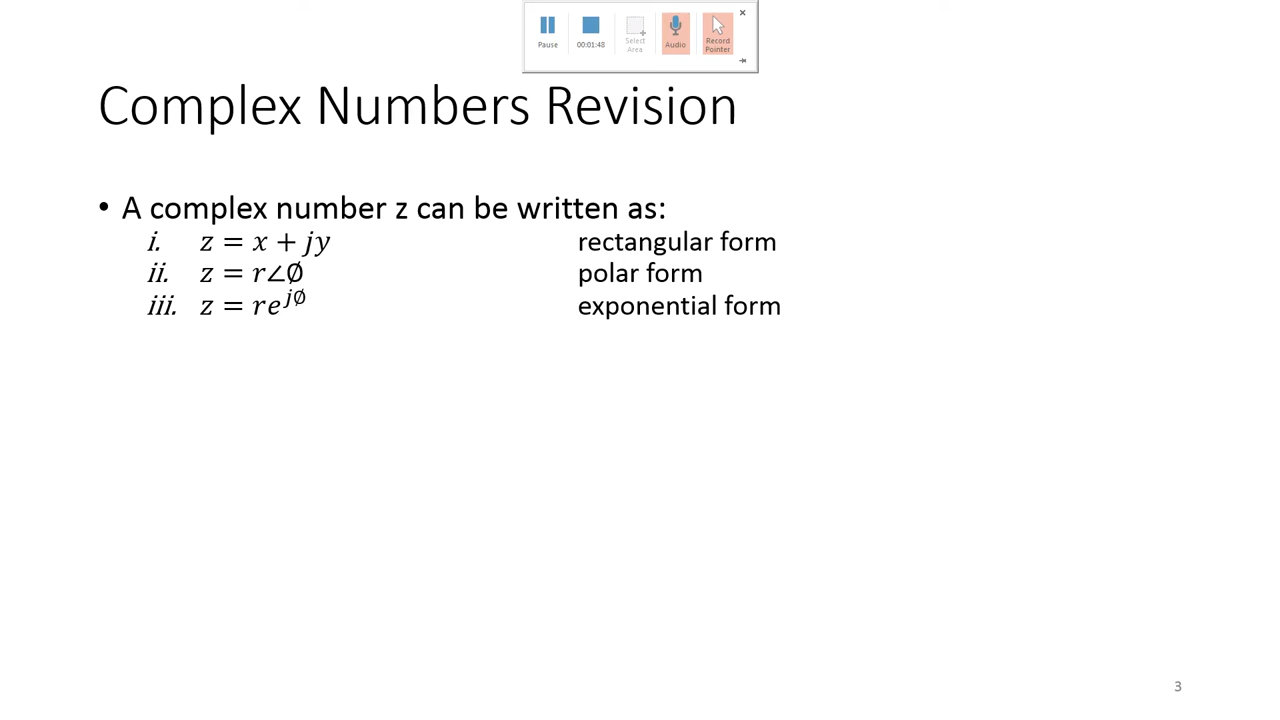 Pause
00:01:48
Select
Area
Audio
Record
Pointer
Complex Numbers Revision
• A complex number z can be written as:
i. z = x + jy rectangular form
ii. z = r∠∅ polar form
iii. z = re^{j∅} exponential form
3